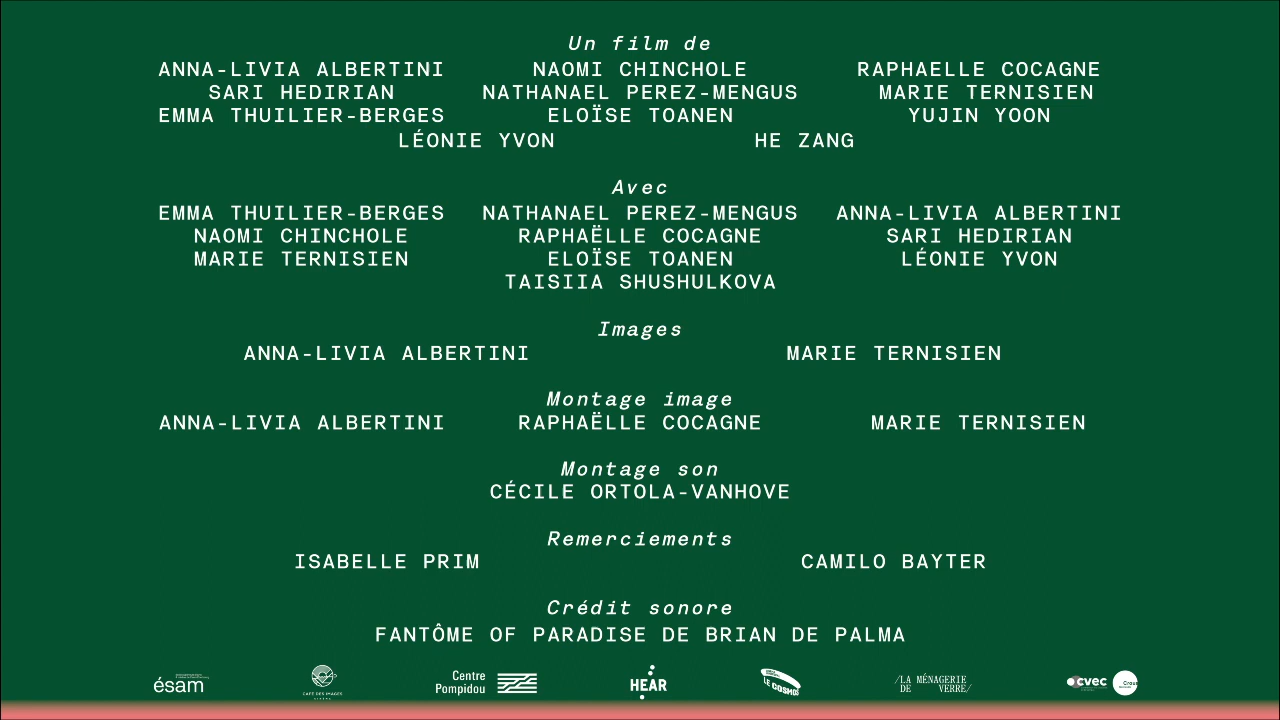 Un film de
ANNA-LIVIA ALBERTINI NAOMI CHINCHOLE RAPHAELLE COCAGNE
SARI HEDIRIAN NATHANAEL PEREZ-MENGUS MARIE TERNISIEN
EMMA THUILIER-BERGES ELOÏSE TOANEN YUJIN YOON
LÉONIE YVON HE ZANG
Avec
EMMA THUILIER-BERGES NATHANAEL PEREZ-MENGUS ANNA-LIVIA ALBERTINI
NAOMI CHINCHOLE RAPHAËLLE COCAGNE SARI HEDIRIAN
MARIE TERNISIEN ELOÏSE TOANEN LÉONIE YVON
TAISIIA SHUSHULKOVA
Images
ANNA-LIVIA ALBERTINI MARIE TERNISIEN
Montage image
ANNA-LIVIA ALBERTINI RAPHAËLLE COCAGNE MARIE TERNISIEN
Montage son
CÉCILE ORTOLA-VANHOVE
Remerciements
ISABELLE PRIM CAMILO BAYTER
Crédit sonore
FANTÔME OF PARADISE DE BRIAN DE PALMA
ésam
CAFÉ DES IMAGES
CINÉMA
Centre
Pompidou
HEAR
LE COSMOS
/LA MÉNAGERIE
DE VERRE/
cvec
Crous